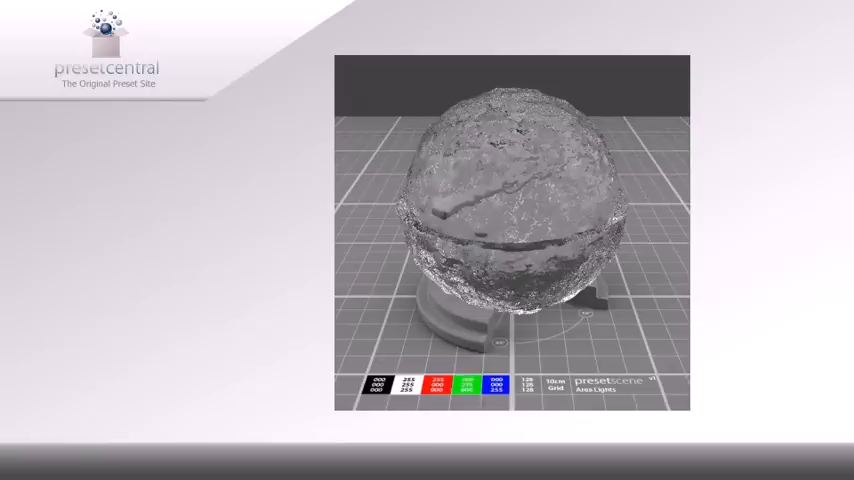 presetcentral
The Original Preset Site
000 255 255 000 000 128 10cm presetscene v1
000 255 000 255 000 128 Grid Area Lights
000 255 000 000 255 128